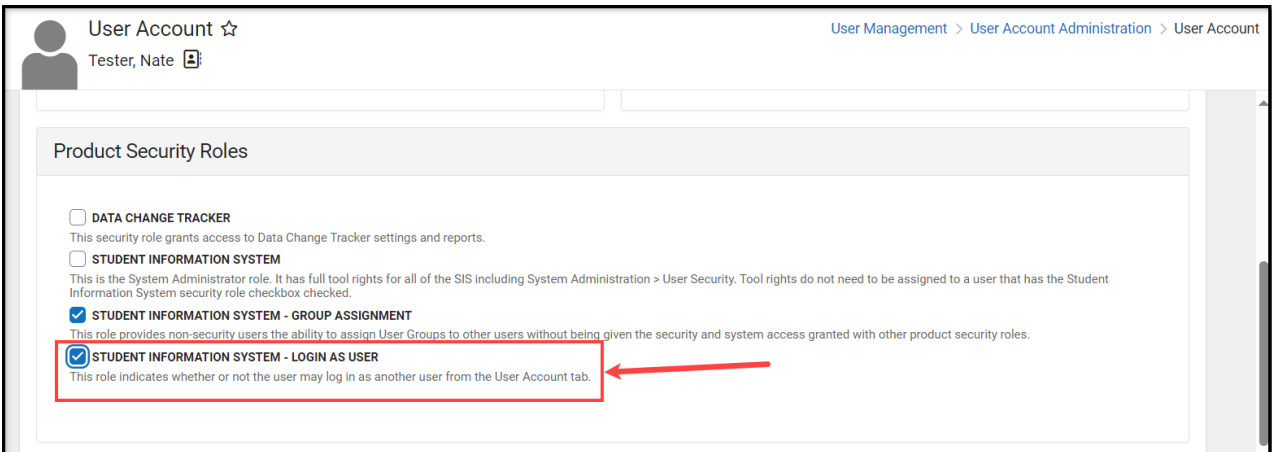 User Account
User Management > User Account Administration > User Account
Tester, Nate
Product Security Roles
DATA CHANGE TRACKER
This security role grants access to Data Change Tracker settings and reports.
STUDENT INFORMATION SYSTEM
This is the System Administrator role. It has full tool rights for all of the SIS including System Administration > User Security. Tool rights do not need to be assigned to a user that has the Student
Information System security role checkbox checked.
STUDENT INFORMATION SYSTEM - GROUP ASSIGNMENT
This role provides non-security users the ability to assign User Groups to other users without being given the security and system access granted with other product security roles.
STUDENT INFORMATION SYSTEM - LOGIN AS USER
This role indicates whether or not the user may log in as another user from the User Account tab.